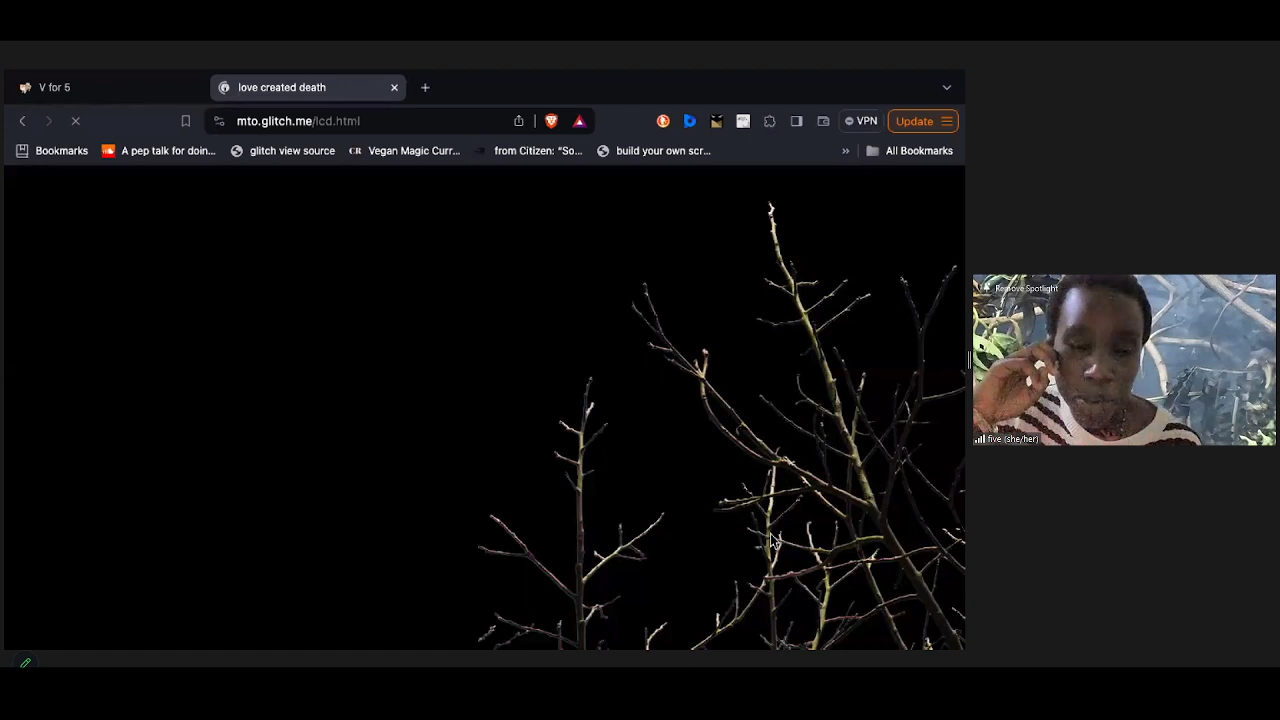 V for 5
love created death
mto.glitch.me/lcd.html
VPN
Update
Bookmarks
A pep talk for doin...
glitch view source
CR
Vegan Magic Curr...
from Citizen: “So...
build your own scr...
All Bookmarks
Remove Spotlight
five (she/her)